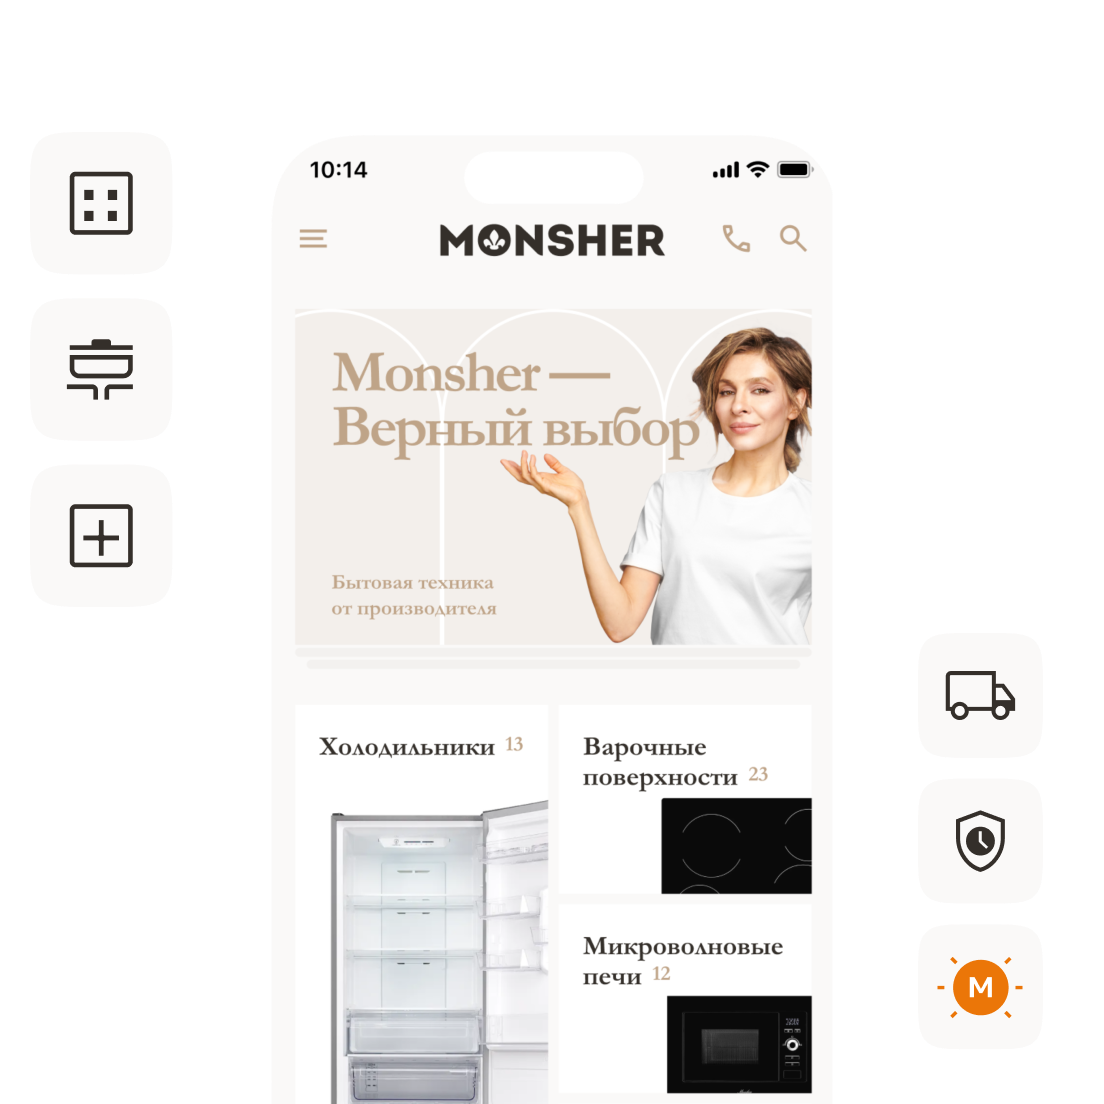 10:14
MONSHER
Monsher —
Верный выбор
Бытовая техника
от производителя
Холодильники 13
Варочные
поверхности 23
Микроволновые
печи 12
M